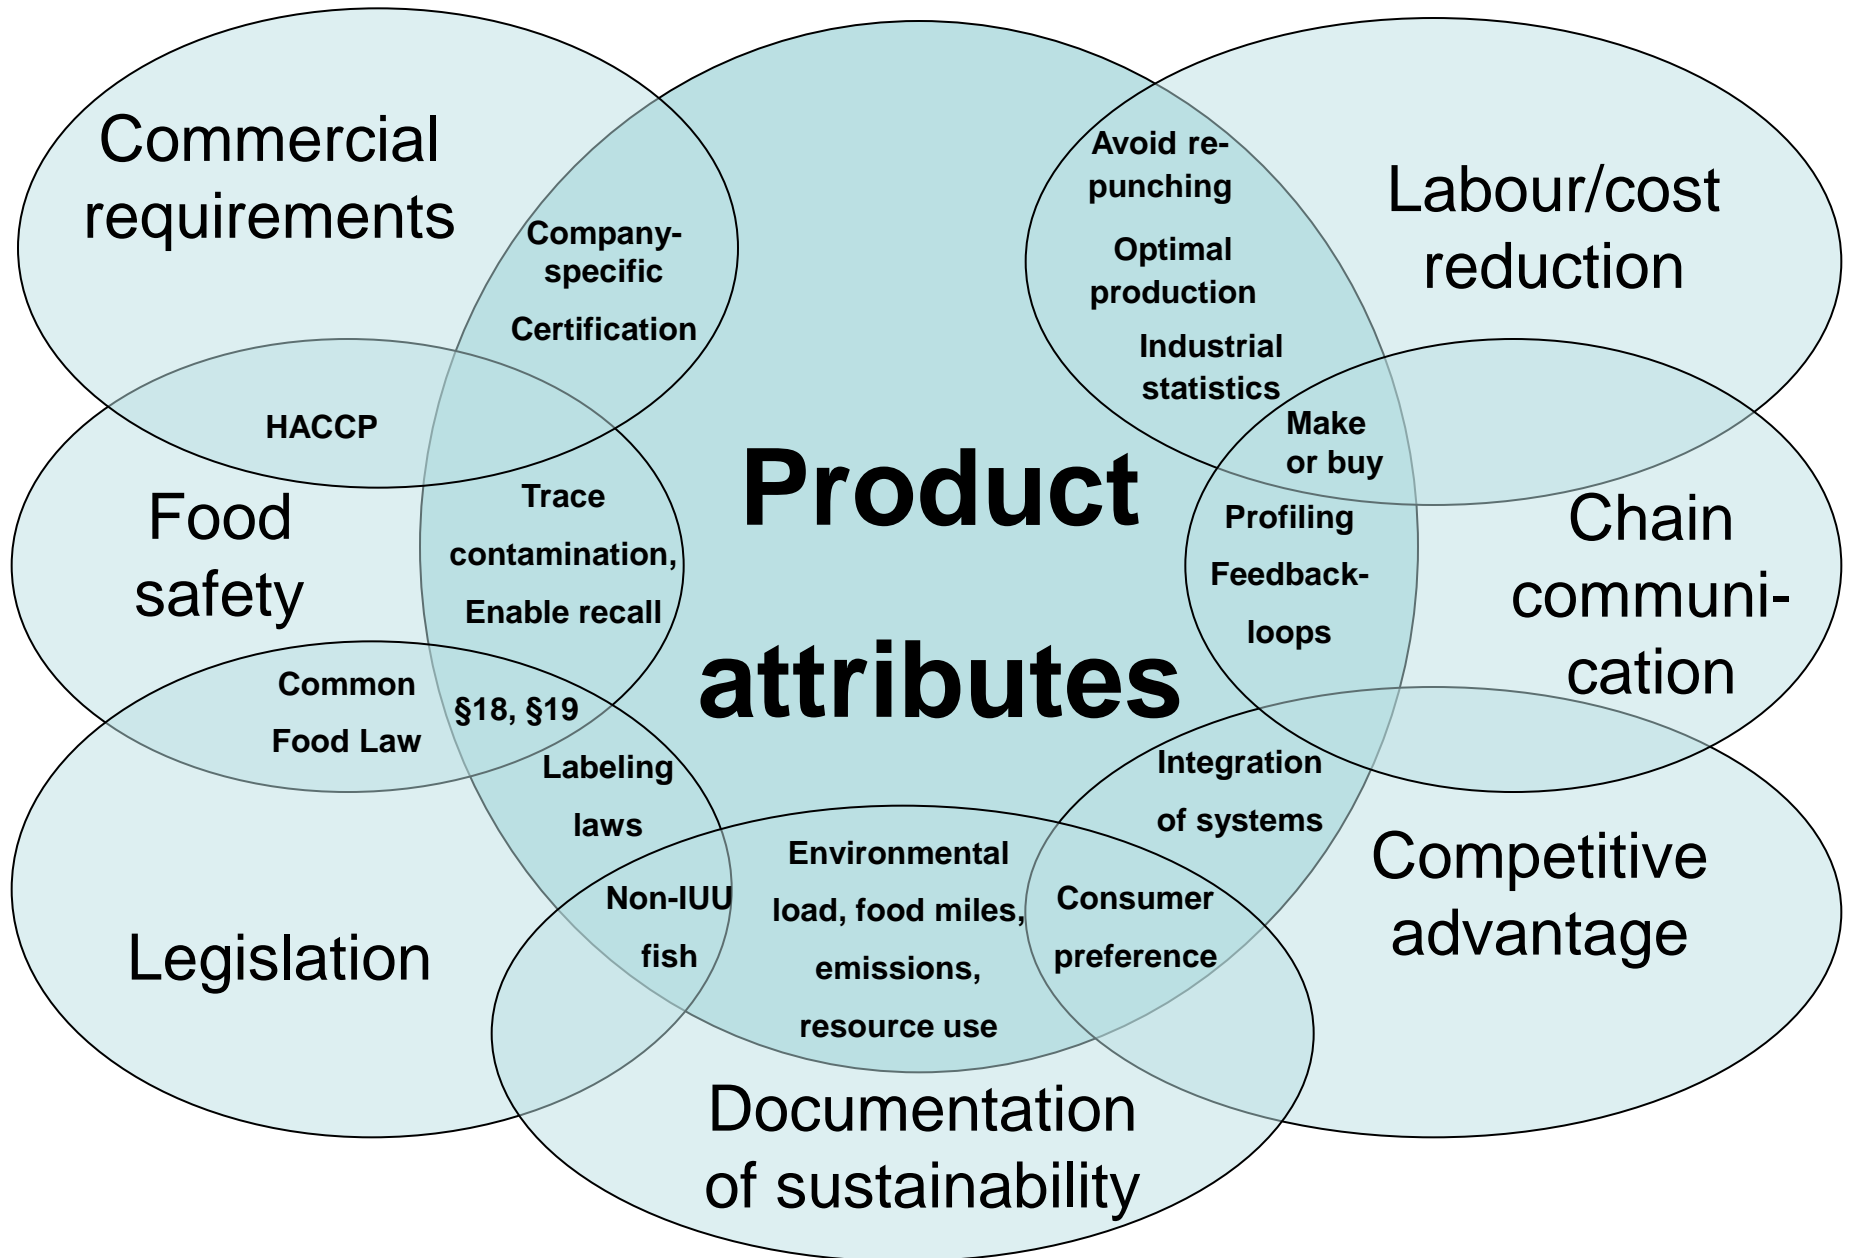 Commercial
requirements
Company-
specific
Certification
HACCP
Food
safety
Trace
contamination,
Enable recall
Common
Food Law
§18, §19
Labeling
laws
Legislation
Non-IUU
fish
Product
attributes
Environmental
load, food miles,
emissions,
resource use
Documentation
of sustainability
Avoid re-
punching
Optimal
production
Industrial
statistics
Labour/cost
reduction
Make
or buy
Profiling
Feedback-
loops
Chain
communi-
cation
Integration
of systems
Consumer
preference
Competitive
advantage